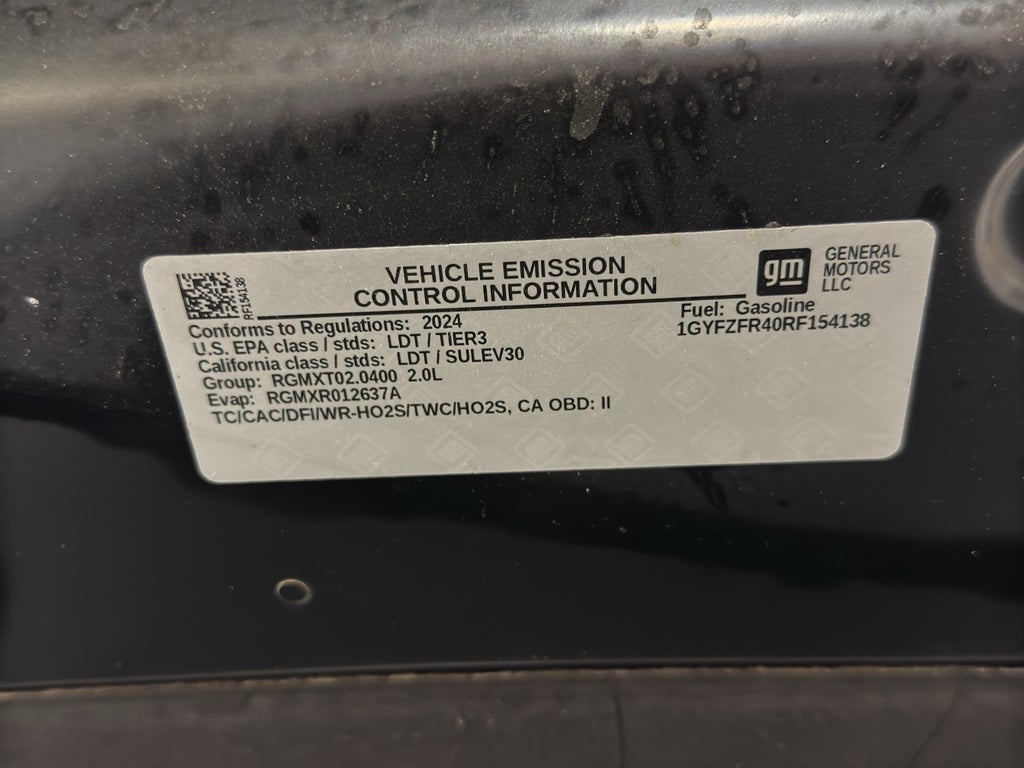 RF154138
VEHICLE EMISSION
CONTROL INFORMATION
gm
GENERAL
MOTORS
LLC
Conforms to Regulations: 2024
U.S. EPA class / stds: LDT / TIER3
California class / stds: LDT / SULEV30
Group: RGMXT02.0400 2.0L
Evap: RGMXR012637A
TC/CAC/DFI/WR-HO2S/TWC/HO2S, CA OBD: II
Fuel: Gasoline
1GYFZFR40RF154138